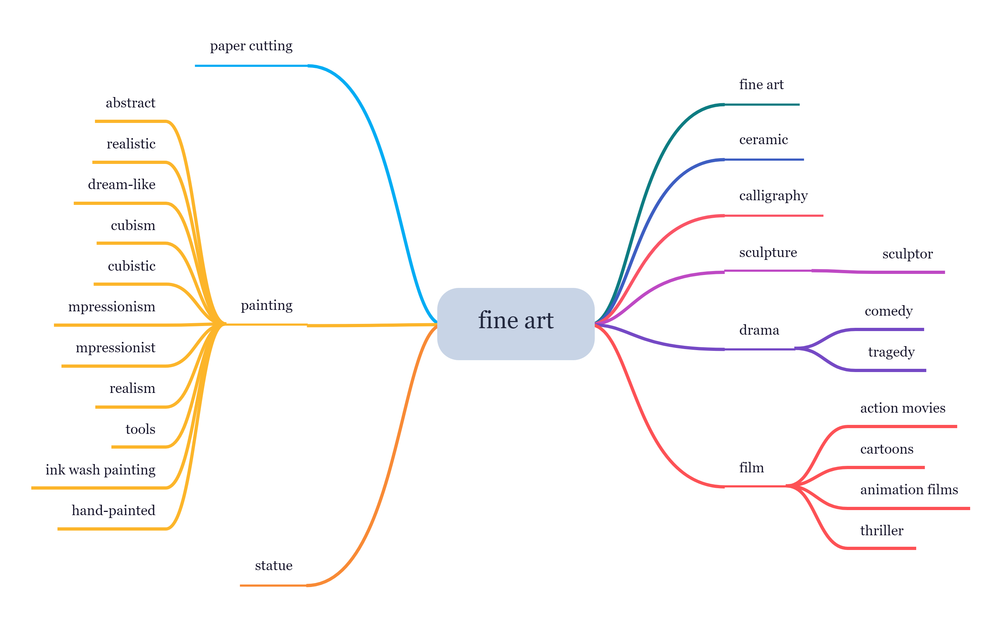 paper cutting
abstract
realistic
dream-like
cubism
cubistic
mpressionism
mpressionist
realism
tools
ink wash painting
hand-painted
painting
statue
fine art
fine art
ceramic
calligraphy
sculpture
sculptor
drama
comedy
tragedy
film
action movies
cartoons
animation films
thriller